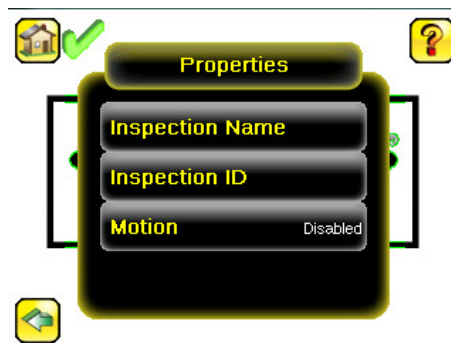 Properties
Inspection Name
Inspection ID
Motion Disabled